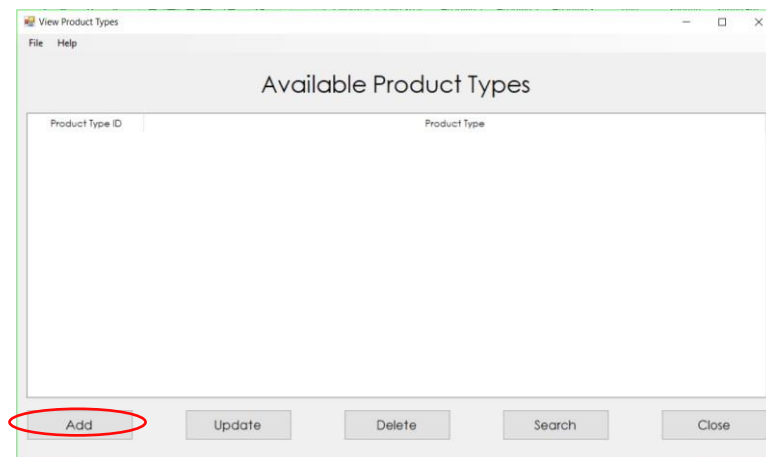 View Product Types
File Help
Available Product Types
Product Type ID Product Type
Add Update Delete Search Close